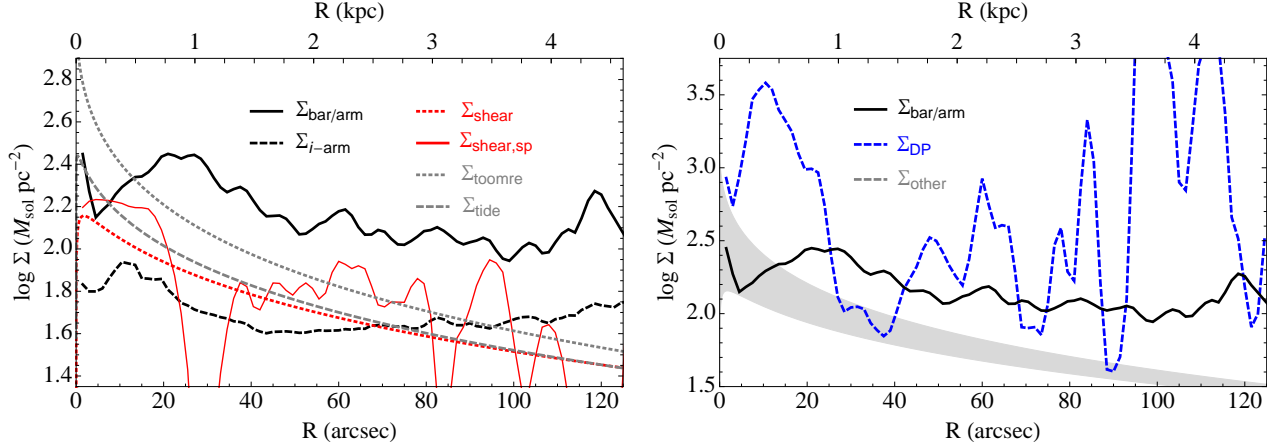 R (kpc)
0 1 2 3 4
log Σ (M_sol pc⁻²)
2.8
2.6
2.4
2.2
2.0
1.8
1.6
1.4
Σ_bar/arm
Σ_i−arm
Σ_shear
Σ_shear,sp
Σ_toomre
Σ_tide
0 20 40 60 80 100 120
R (arcsec)
R (kpc)
0 1 2 3 4
log Σ (M_sol pc⁻²)
3.5
3.0
2.5
2.0
1.5
Σ_bar/arm
Σ_DP
Σ_other
0 20 40 60 80 100 120
R (arcsec)